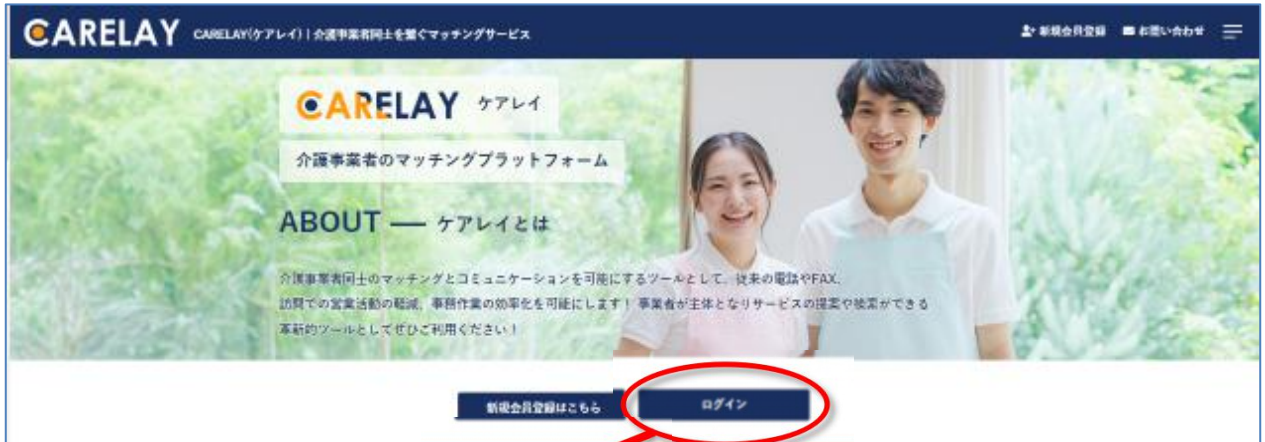 CARELAY CARELAY(ケアレイ) | 介護事業者同士を繋ぐマッチングサービス 新規会員登録 お問い合わせ
CARELAY ケアレイ
介護事業者のマッチングプラットフォーム
ABOUT ― ケアレイとは
介護事業者同士のマッチングとコミュニケーションを可能にするツールとして、従来の電話やFAX、
訪問での営業活動の軽減、事務作業の効率化を可能にします！ 事業者が主体となりサービスの提案や検索ができる
革新的ツールとしてぜひご利用ください！
新規会員登録はこちら ログイン